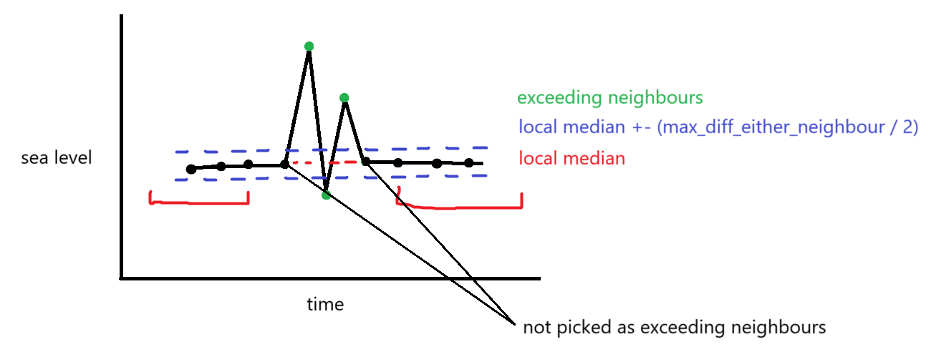 exceeding neighbours
local median +- (max_diff_either_neighbour / 2)
sea level
local median
time
not picked as exceeding neighbours